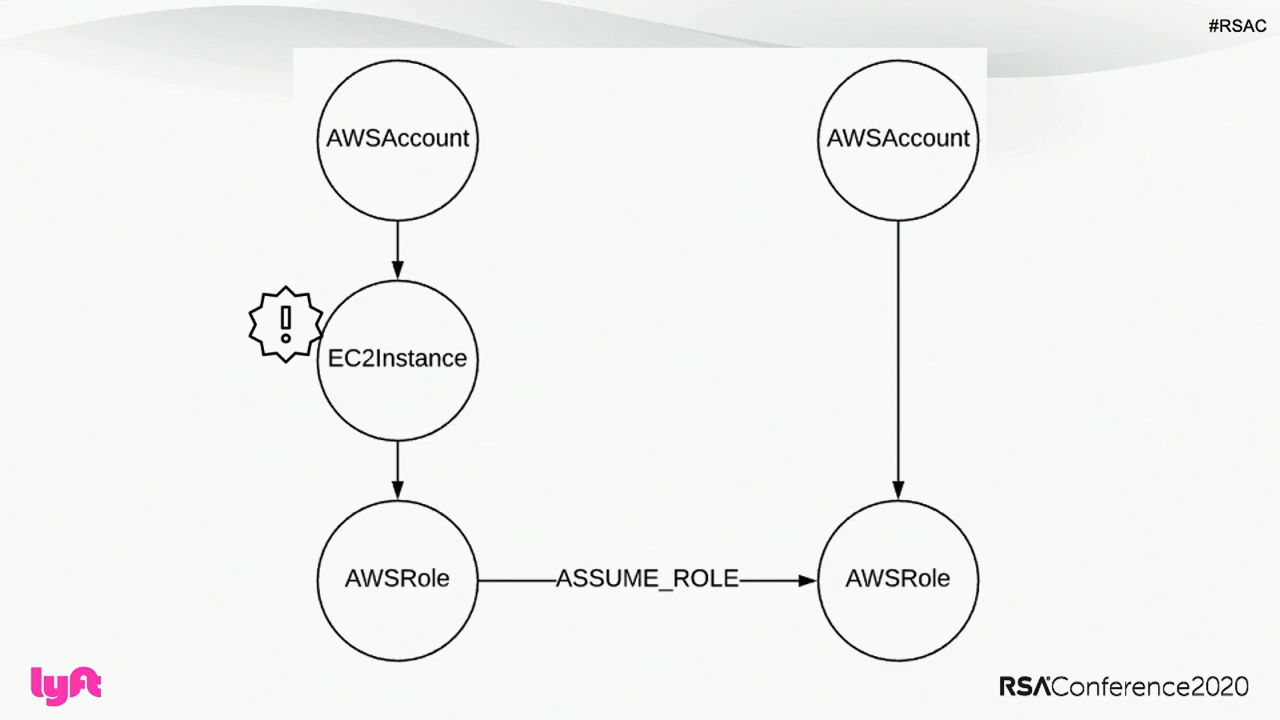 #RSAC
AWSAccount
AWSAccount
!
EC2Instance
AWSRole
ASSUME_ROLE
AWSRole
lyft
RSAConference2020